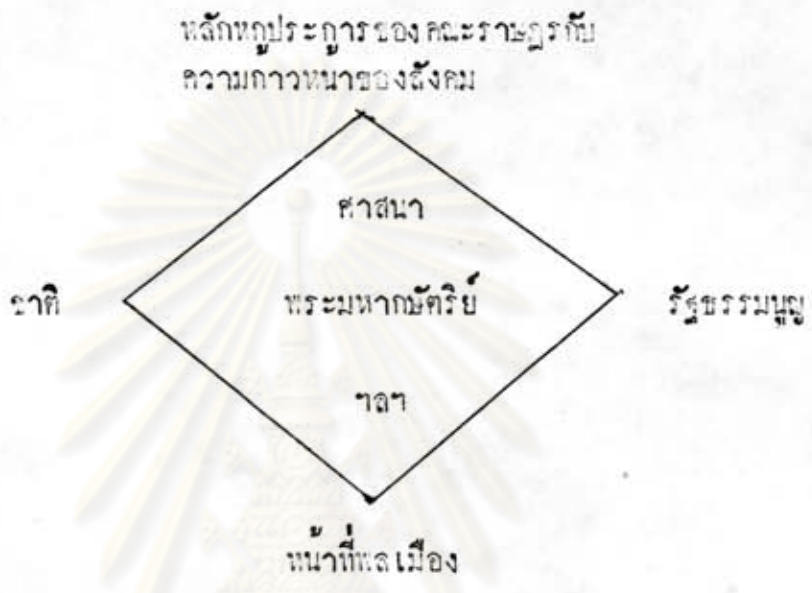 หลักหกประการของคณะราษฎรกับ
ความก้าวหน้าของสังคม
ศาสนา
ชาติ พระมหากษัตริย์ รัฐธรรมนูญ
ฯลฯ
หน้าที่พลเมือง